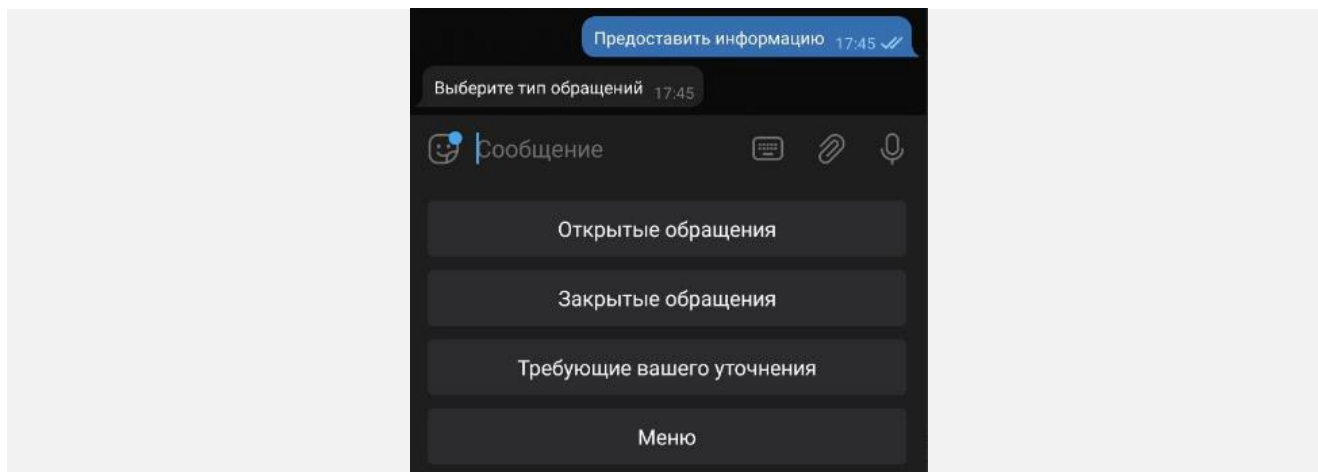 Предоставить информацию 17:45
Выберите тип обращений 17:45
Сообщение
Открытые обращения
Закрытые обращения
Требующие вашего уточнения
Меню